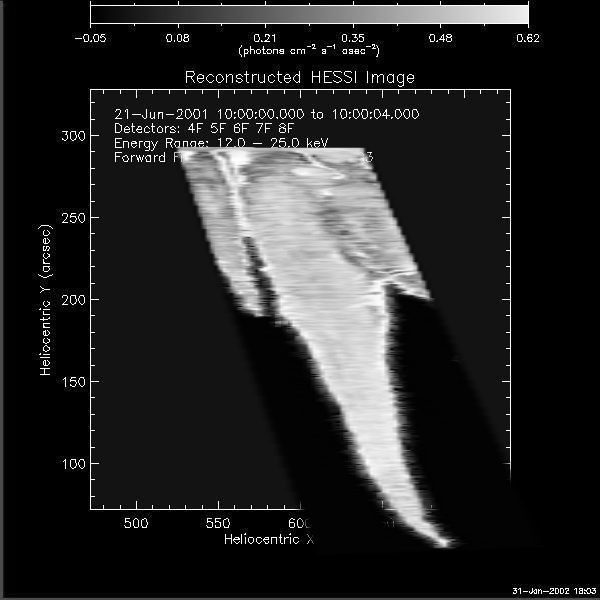 -0.05 0.08 0.21 0.35 0.48 0.62
(photons cm⁻² s⁻¹ asec⁻²)
Reconstructed HESSI Image
21-Jun-2001 10:00:00.000 to 10:00:04.000
Detectors: 4F 5F 6F 7F 8F
Energy Range: 12.0 - 25.0 keV
Forward
300
250
200
150
100
Heliocentric Y (arcsec)
500 550 600
Heliocentric X
31-Jan-2002 18:03